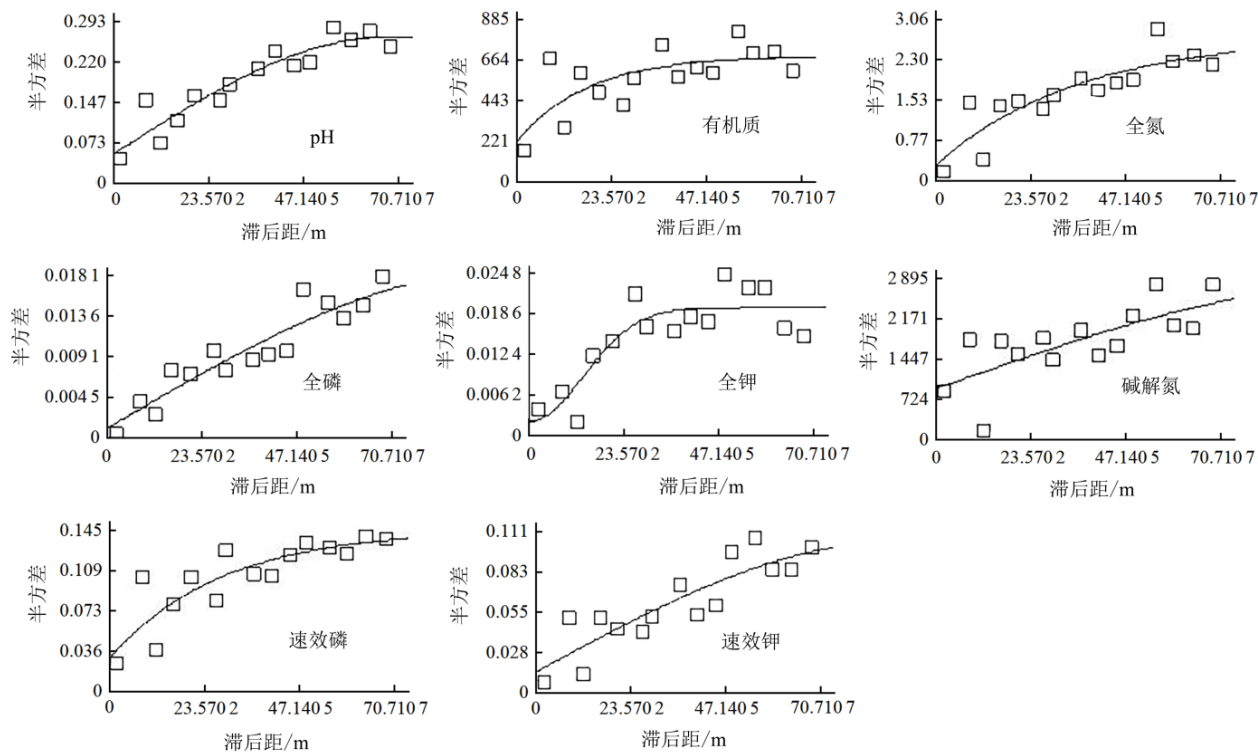 半方差
0.293
0.220
0.147
0.073
0
pH
0 23.570 2 47.140 5 70.710 7
滞后距/m
半方差
885
664
443
221
0
有机质
0 23.570 2 47.140 5 70.710 7
滞后距/m
半方差
3.06
2.30
1.53
0.77
0
全氮
0 23.570 2 47.140 5 70.710 7
滞后距/m
半方差
0.018 1
0.013 6
0.009 1
0.004 5
0
全磷
0 23.570 2 47.140 5 70.710 7
滞后距/m
半方差
0.024 8
0.018 6
0.012 4
0.006 2
0
全钾
0 23.570 2 47.140 5 70.710 7
滞后距/m
半方差
2 895
2 171
1 447
724
0
碱解氮
0 23.570 2 47.140 5 70.710 7
滞后距/m
半方差
0.145
0.109
0.073
0.036
0
速效磷
0 23.570 2 47.140 5 70.710 7
滞后距/m
半方差
0.111
0.083
0.055
0.028
0
速效钾
0 23.570 2 47.140 5 70.710 7
滞后距/m